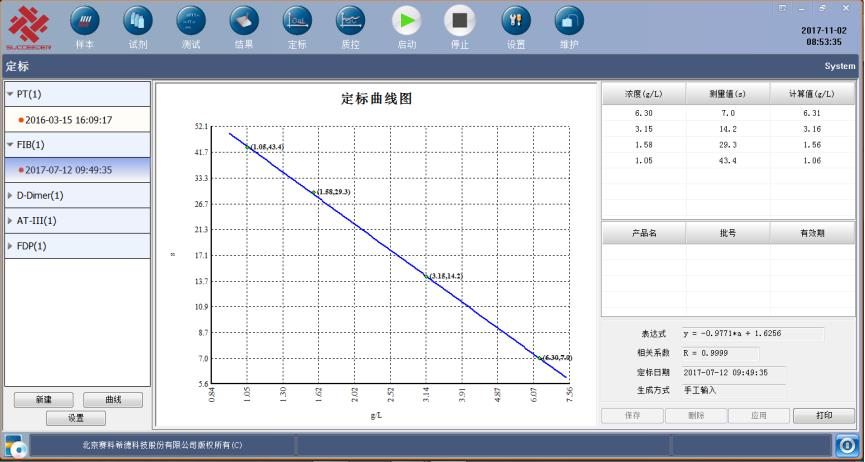 SUCCEEDER
样本 试剂 测试 结果 定标 质控 启动 停止 设置 维护
2017-11-02
08:53:35
定标
System
PT(1)
2016-03-15 16:09:17
FIB(1)
2017-07-12 09:49:35
D-Dimer(1)
AT-III(1)
FDP(1)
新建 曲线
设置
定标曲线图
52.1
41.7
33.3
26.7
21.3
17.1
13.7
10.9
8.7
7.0
5.6
s
(1.05,43.4)
(1.58,29.3)
(3.15,14.2)
(6.30,7.0)
0.84 1.05 1.30 1.62 2.02 2.52 3.14 3.91 4.87 6.07 7.56
g/L
浓度(g/L) 测量值(s) 计算值(g/L)
6.30 7.0 6.31
3.15 14.2 3.16
1.58 29.3 1.56
1.05 43.4 1.06
产品名 批号 有效期
表达式 y = -0.9771*a + 1.6256
相关系数 R = 0.9999
定标日期 2017-07-12 09:49:35
生成方式 手工输入
保存 删除 应用 打印
北京赛科希德科技股份有限公司版权所有(C)